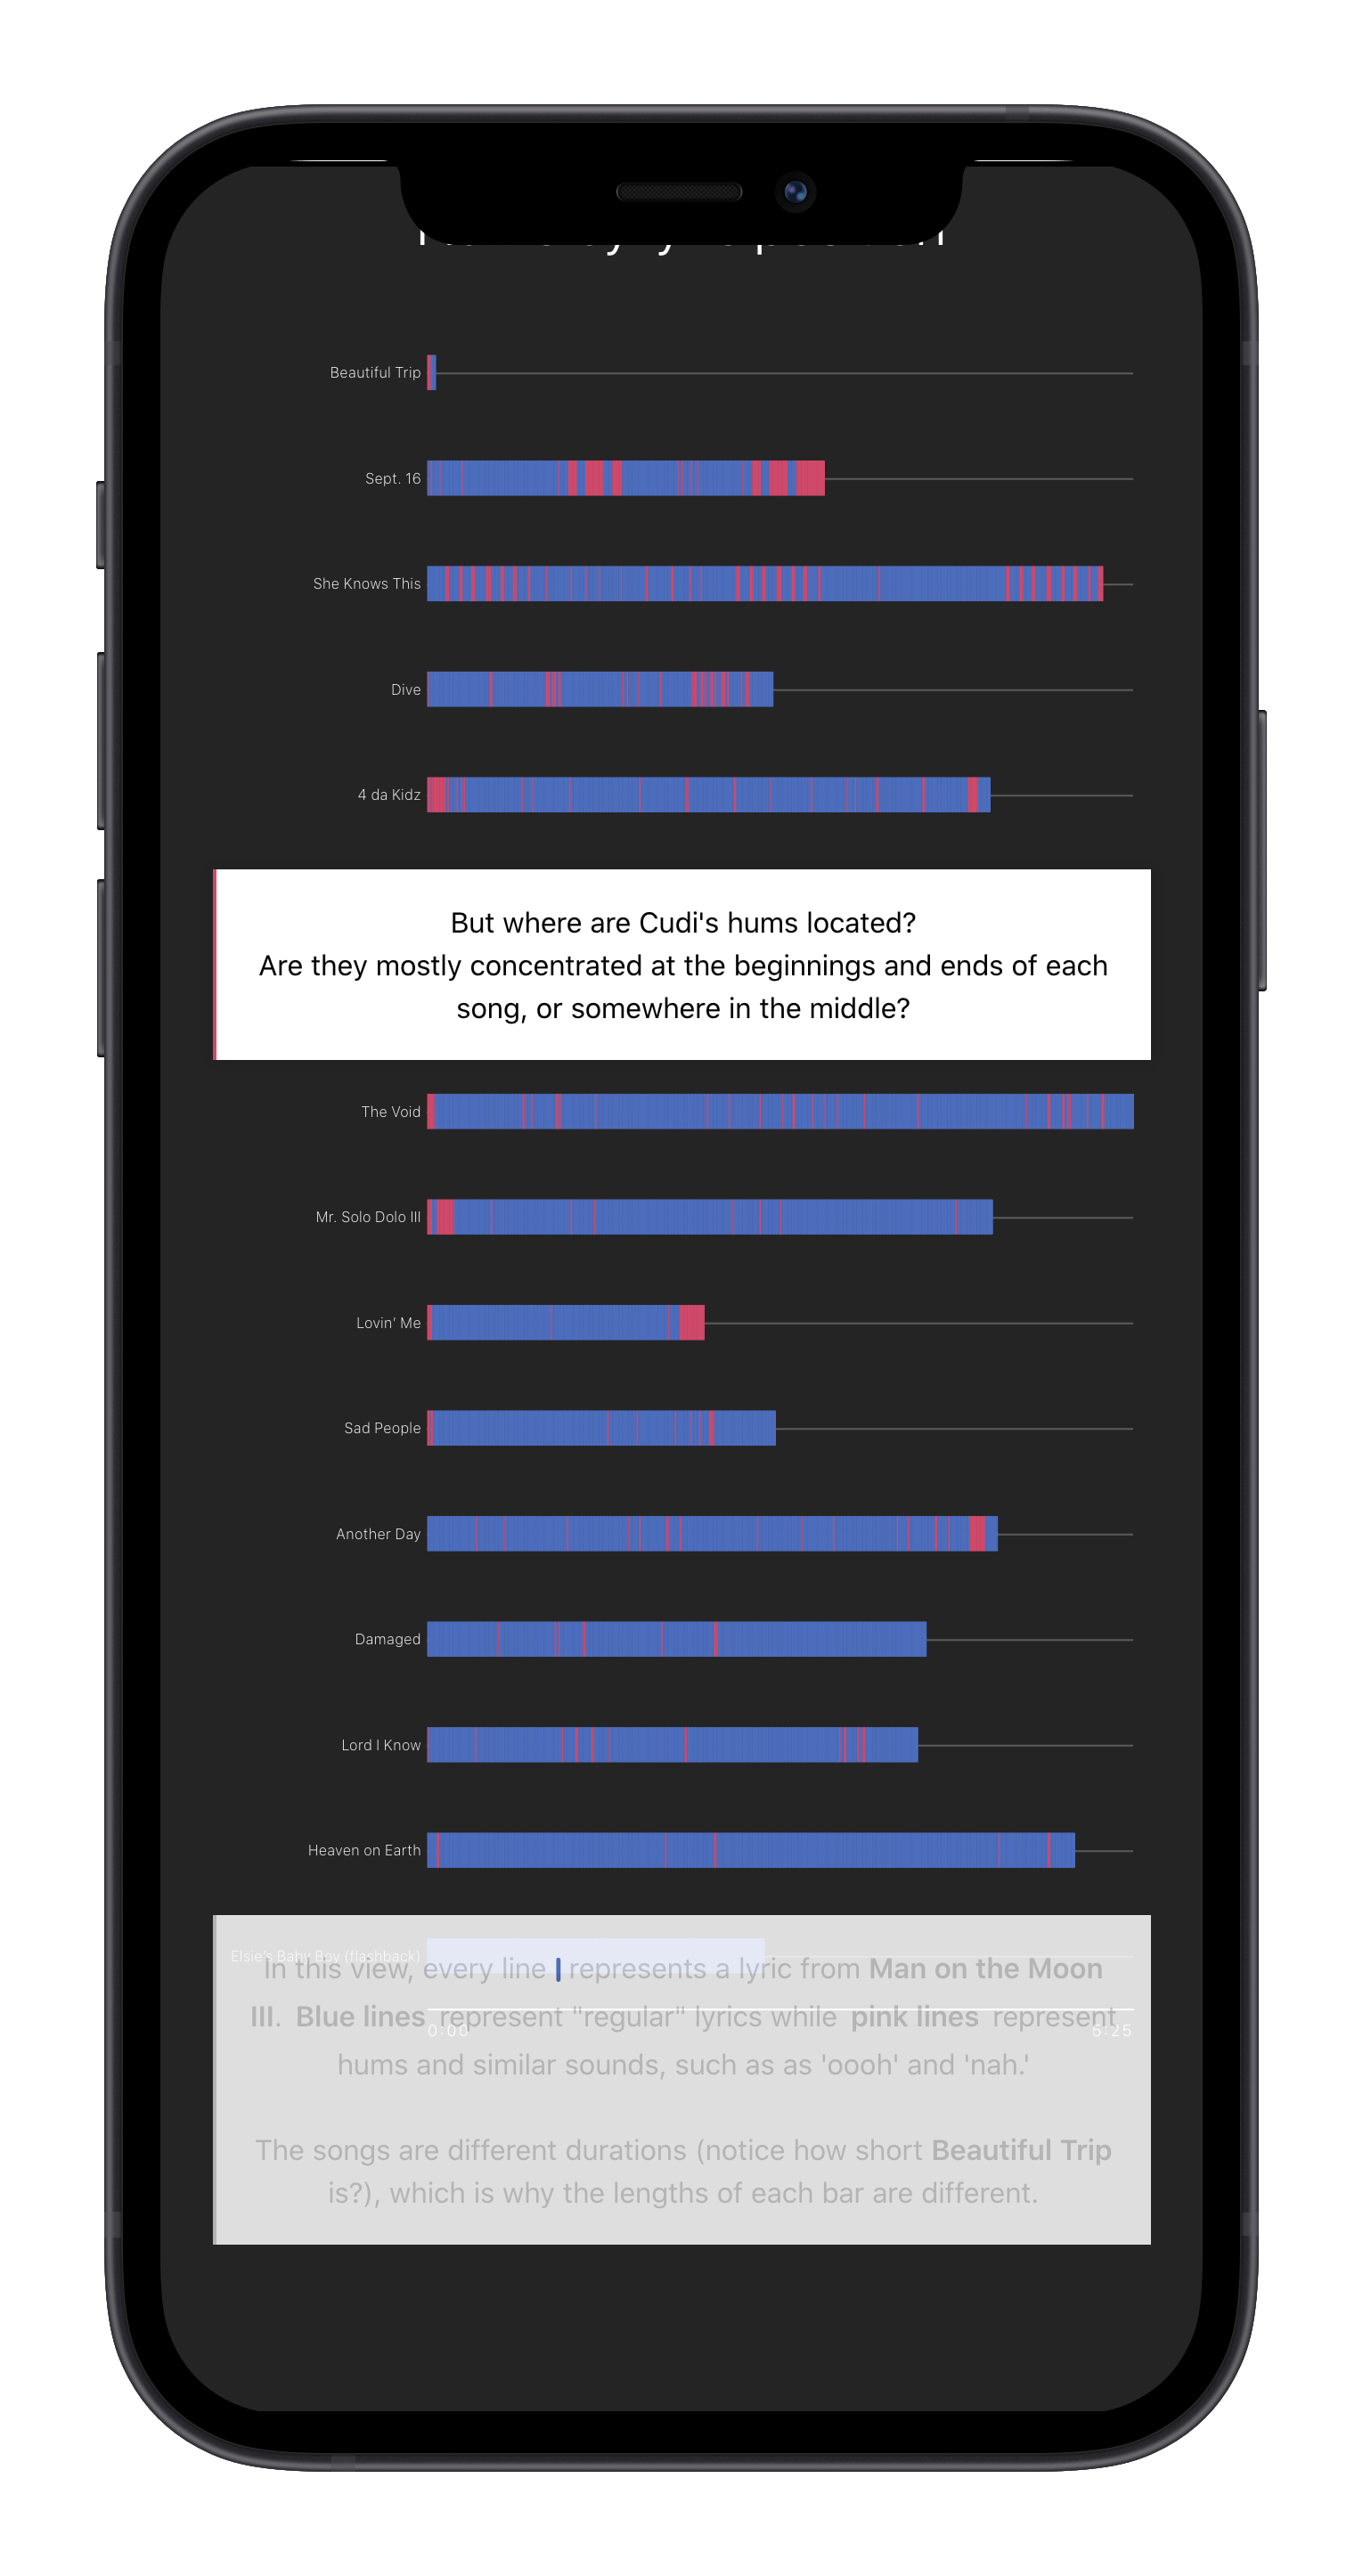 Beautiful Trip
Sept. 16
She Knows This
Dive
4 da Kidz
But where are Cudi's hums located?
Are they mostly concentrated at the beginnings and ends of each
song, or somewhere in the middle?
The Void
Mr. Solo Dolo III
Lovin' Me
Sad People
Another Day
Damaged
Lord I Know
Heaven on Earth
Elsie's Baby Boy (flashback)
In this view, every line represents a lyric from Man on the Moon
III. Blue lines represent "regular" lyrics while pink lines represent
0:00 5:25
hums and similar sounds, such as as 'oooh' and 'nah.'
The songs are different durations (notice how short Beautiful Trip
is?), which is why the lengths of each bar are different.